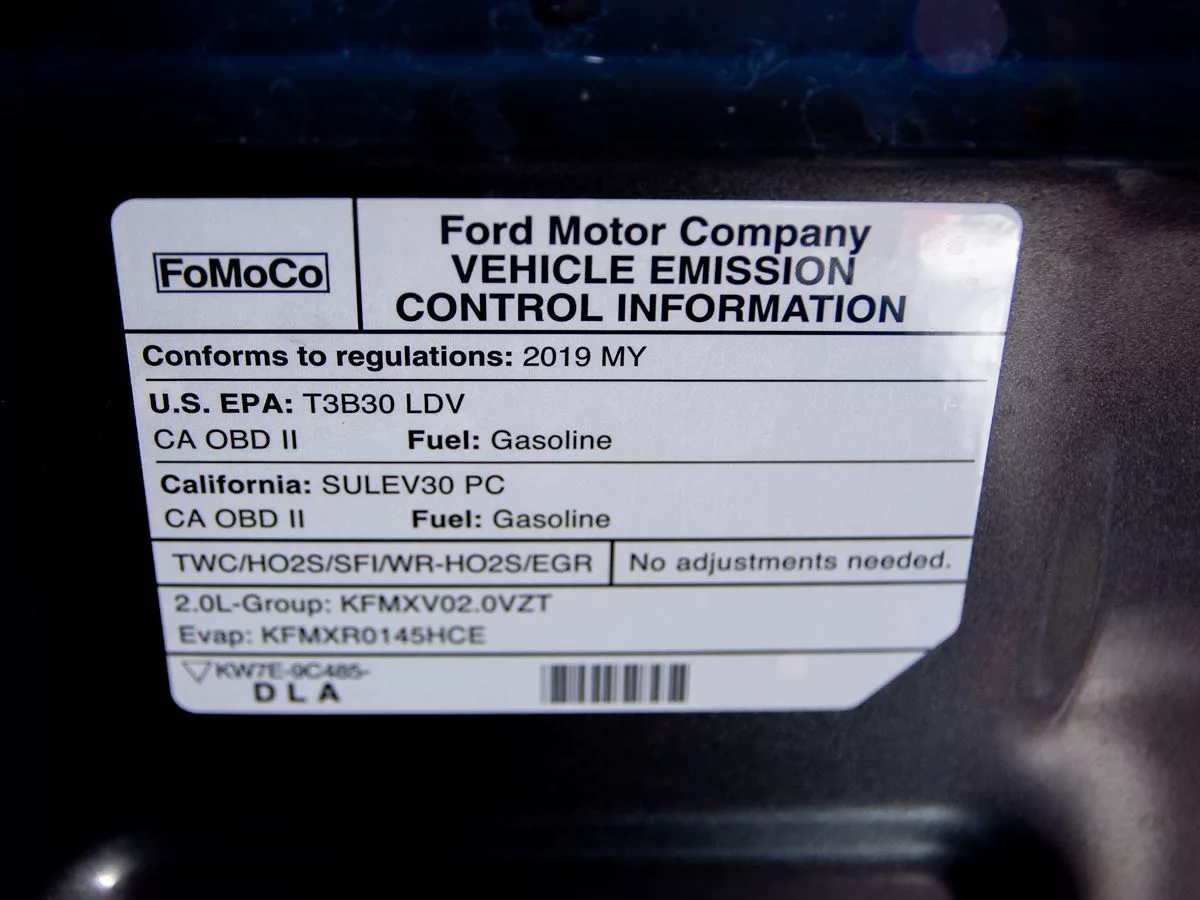 FoMoCo
Ford Motor Company
VEHICLE EMISSION
CONTROL INFORMATION
Conforms to regulations: 2019 MY
U.S. EPA: T3B30 LDV
CA OBD II Fuel: Gasoline
California: SULEV30 PC
CA OBD II Fuel: Gasoline
TWC/HO2S/SFI/WR-HO2S/EGR No adjustments needed.
2.0L-Group: KFMXV02.0VZT
Evap: KFMXR0145HCE
KW7E-9C485-
DLA